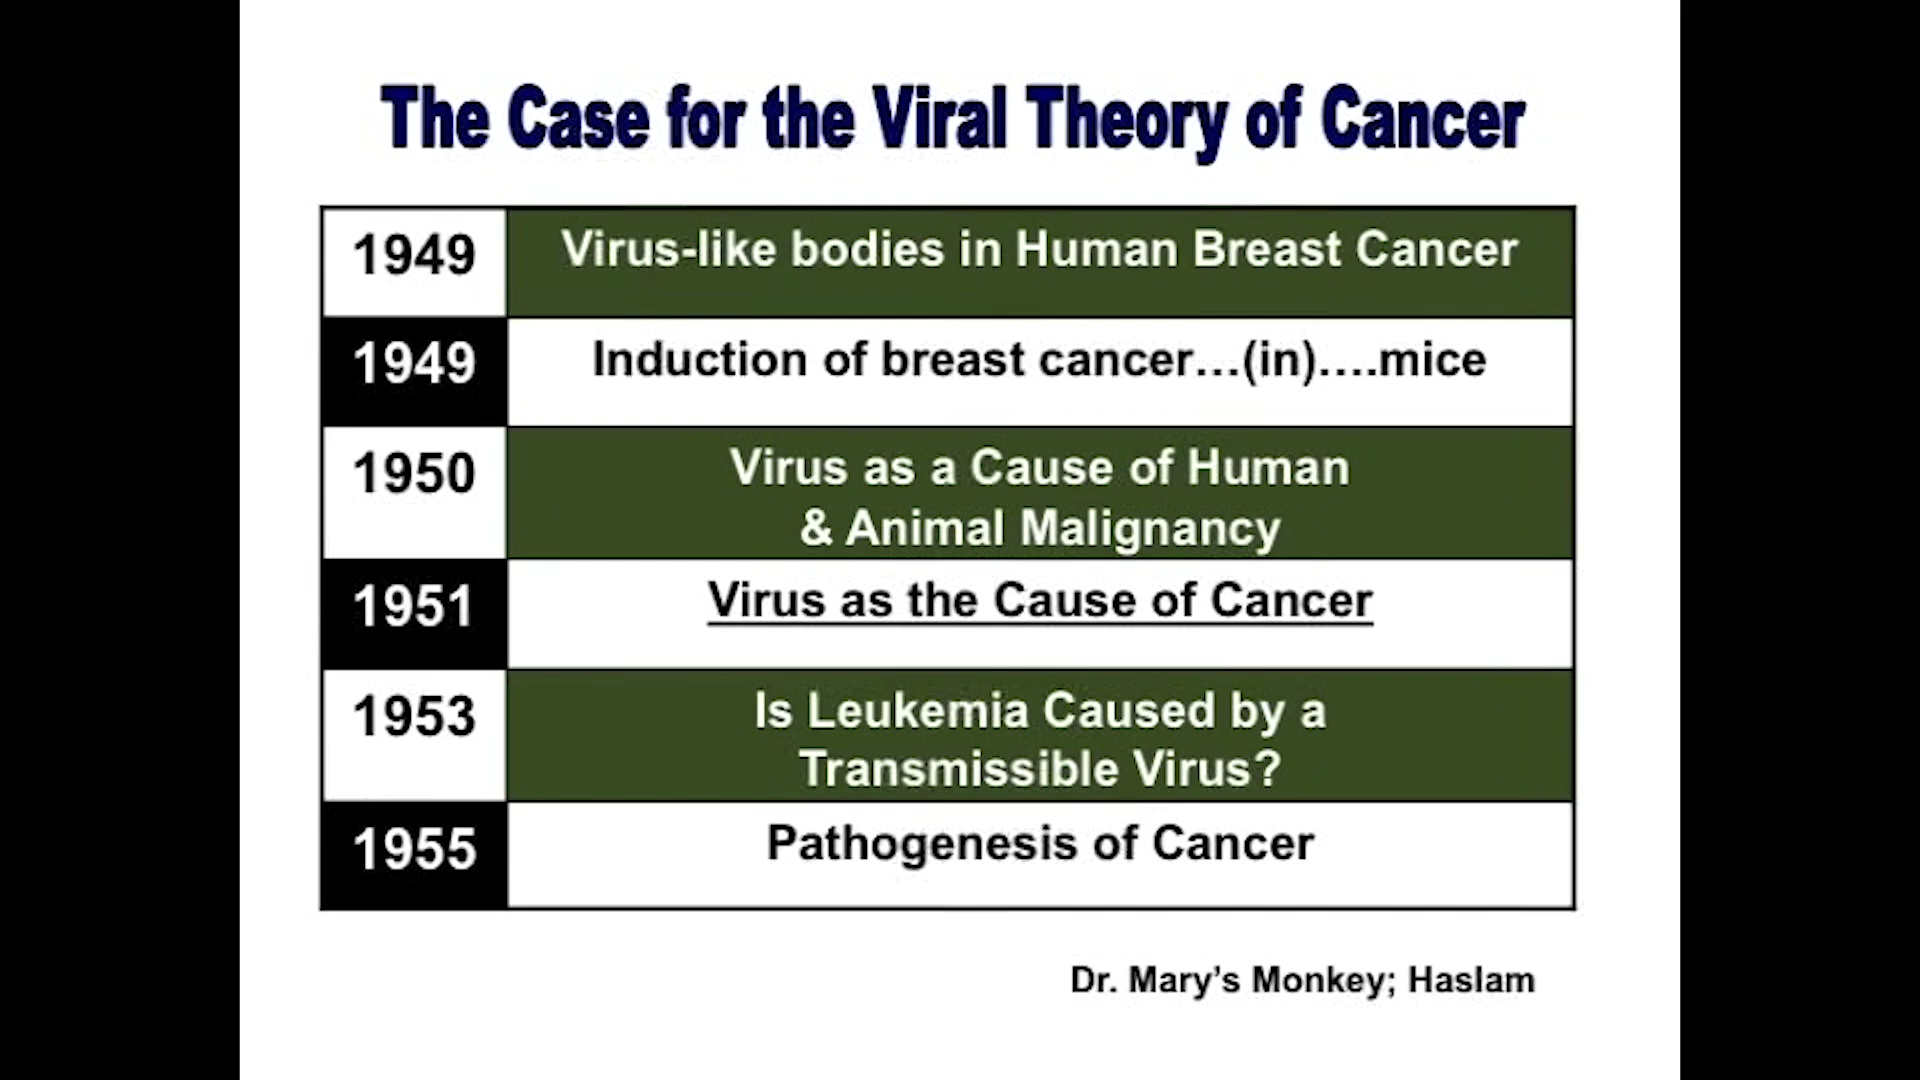 The Case for the Viral Theory of Cancer
1949 Virus-like bodies in Human Breast Cancer
1949 Induction of breast cancer...(in)....mice
1950 Virus as a Cause of Human
& Animal Malignancy
1951 Virus as the Cause of Cancer
1953 Is Leukemia Caused by a
Transmissible Virus?
1955 Pathogenesis of Cancer
Dr. Mary’s Monkey; Haslam